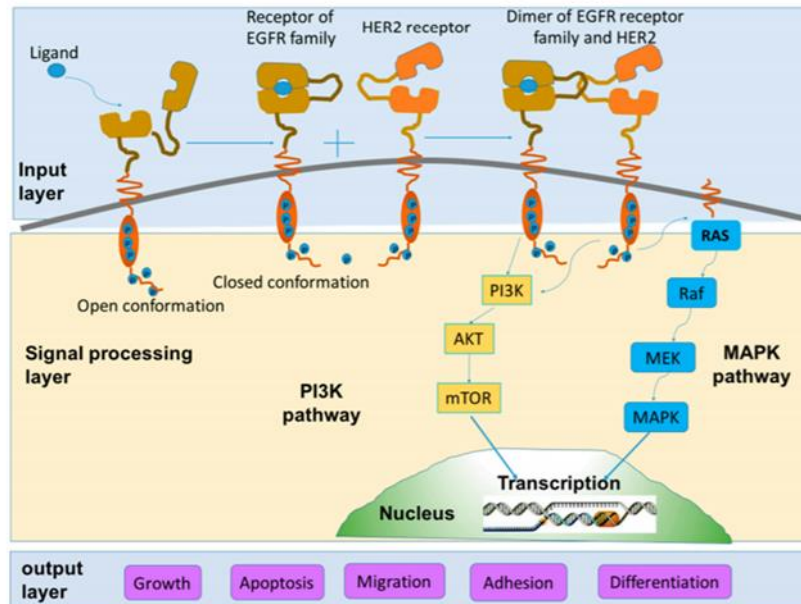 Ligand
Receptor of
EGFR family
HER2 receptor
Dimer of EGFR receptor
family and HER2
Input
layer
Open conformation
Closed conformation
RAS
PI3K
Raf
AKT
MEK
mTOR
MAPK
Signal processing
layer
PI3K
pathway
MAPK
pathway
Transcription
Nucleus
output
layer
Growth
Apoptosis
Migration
Adhesion
Differentiation